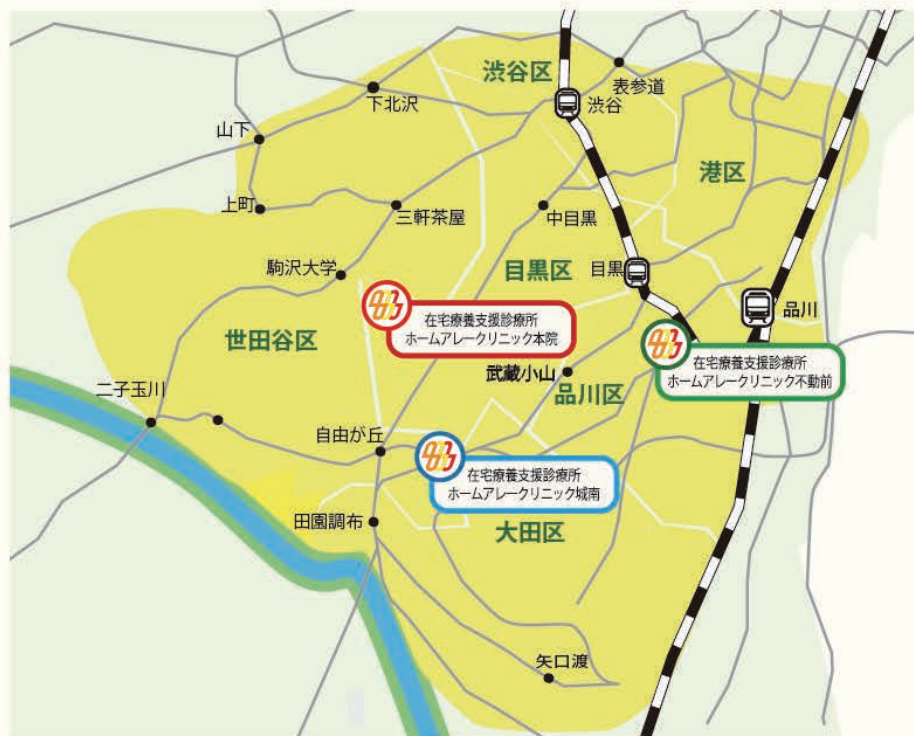 渋谷区
表参道
渋谷
下北沢
山下
港区
上町
三軒茶屋
中目黒
駒沢大学
目黒区
目黒
品川
在宅療養支援診療所
ホームアレークリニック本院
世田谷区
在宅療養支援診療所
ホームアレークリニック不動前
武蔵小山
品川区
二子玉川
自由が丘
在宅療養支援診療所
ホームアレークリニック城南
田園調布
大田区
矢口渡